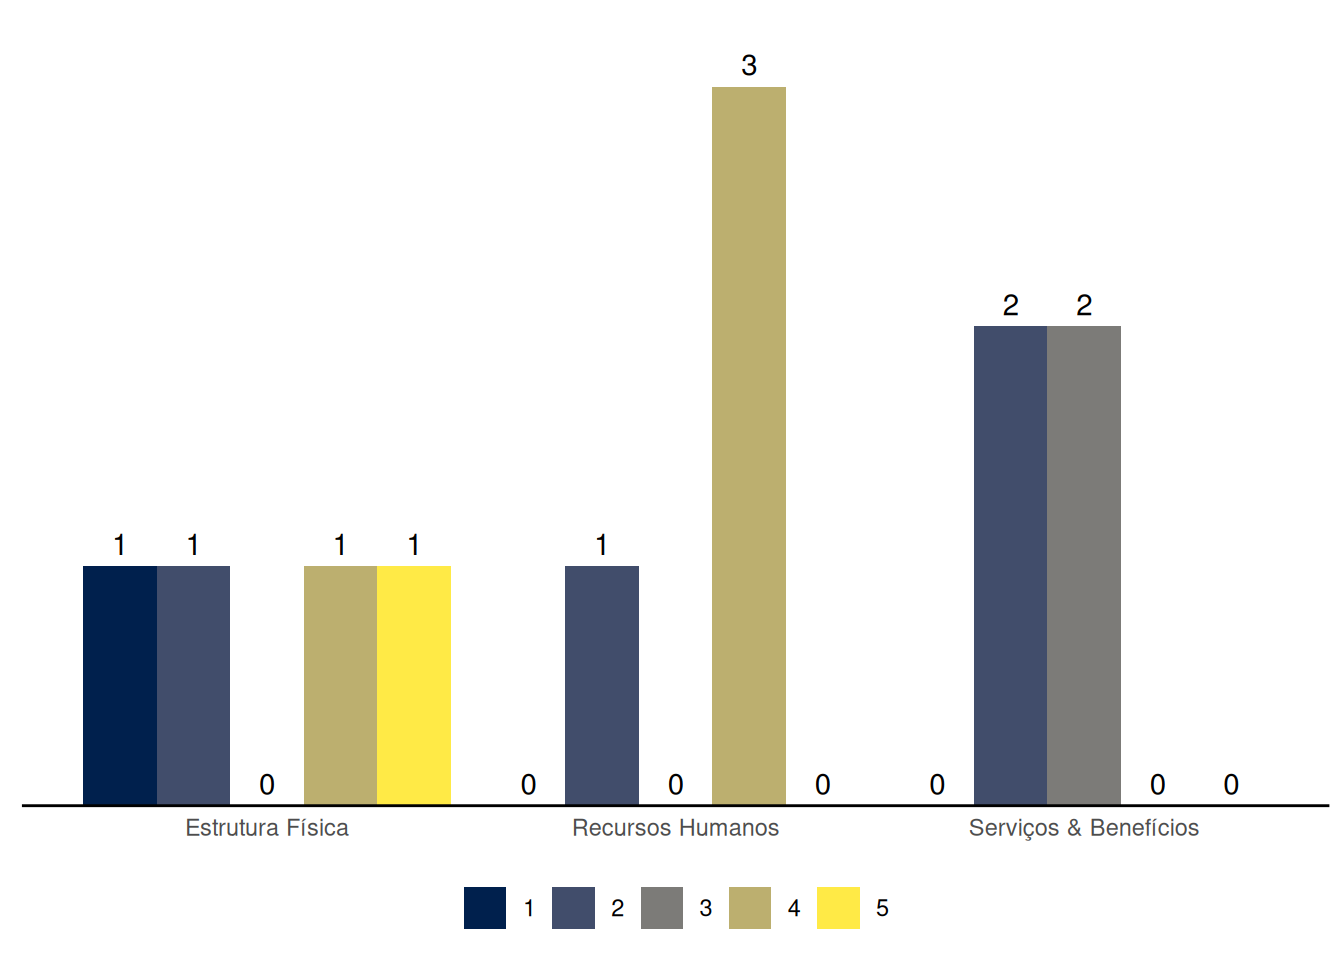 3
2 2
1 1 1 1 1
0 0 0 0 0 0 0
Estrutura Física Recursos Humanos Serviços & Benefícios
1 2 3 4 5